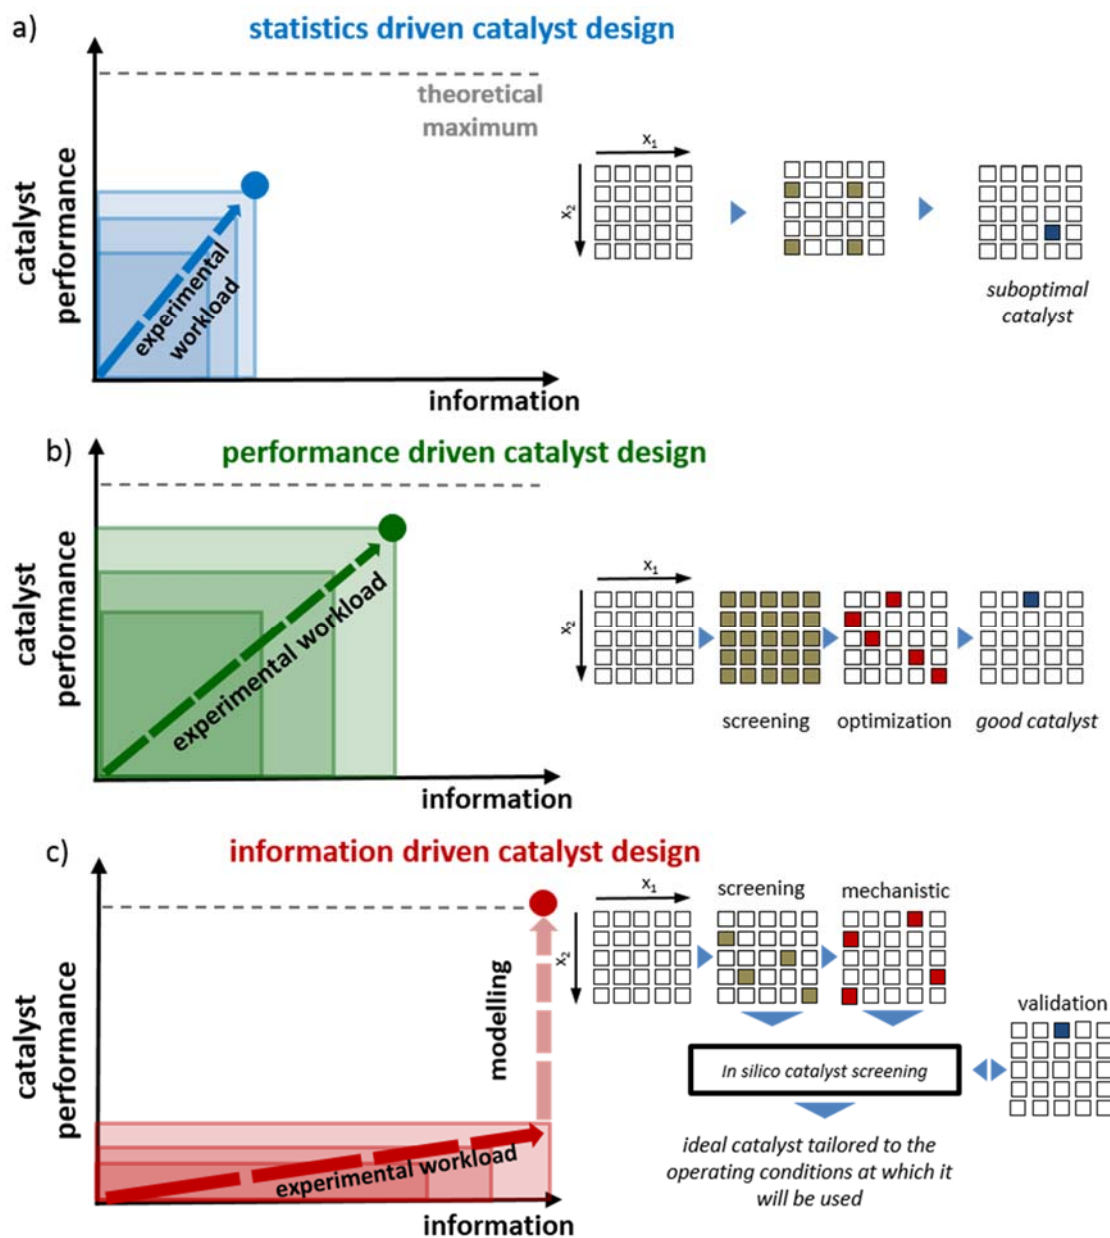 a)
statistics driven catalyst design
catalyst
performance
theoretical
maximum
experimental
workload
information
x₁
x₂
suboptimal
catalyst
b)
performance driven catalyst design
catalyst
performance
experimental workload
information
x₁
x₂
screening
optimization
good catalyst
c)
information driven catalyst design
catalyst
performance
modelling
experimental workload
information
x₁
x₂
screening
mechanistic
validation
In silico catalyst screening
ideal catalyst tailored to the
operating conditions at which it
will be used